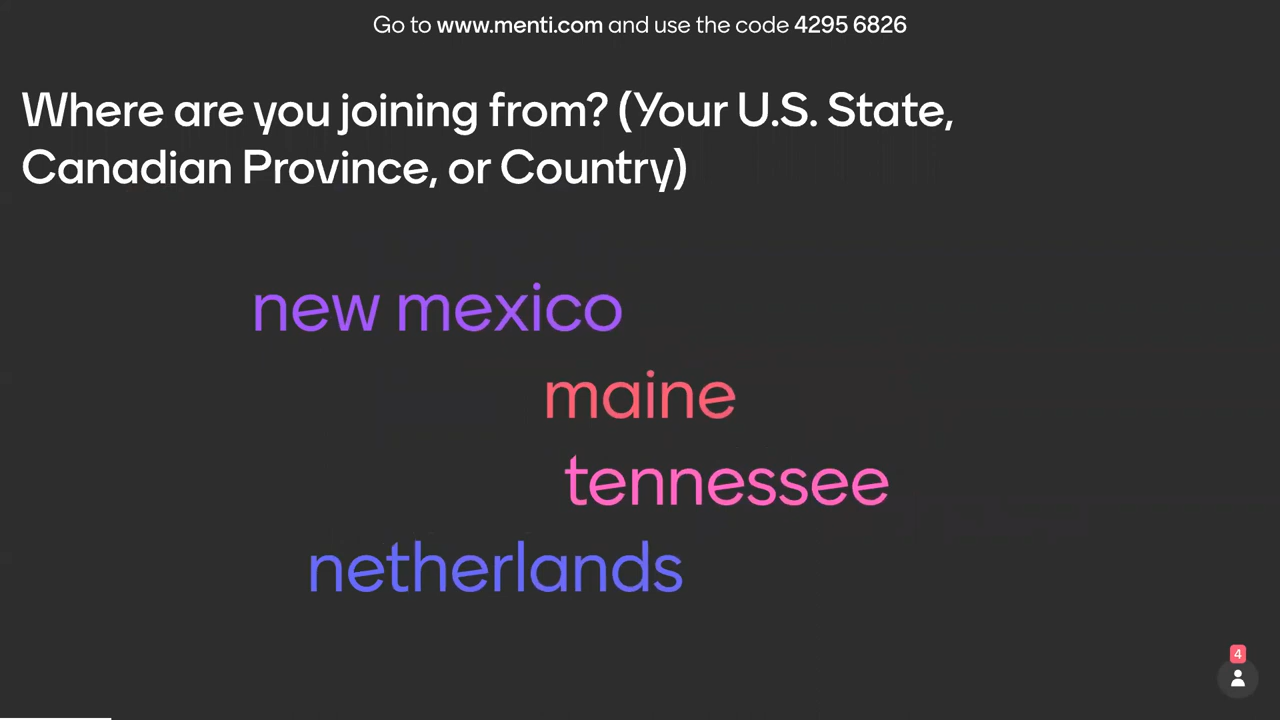 Go to www.menti.com and use the code 4295 6826
Where are you joining from? (Your U.S. State,
Canadian Province, or Country)
new mexico
maine
tennessee
netherlands
4